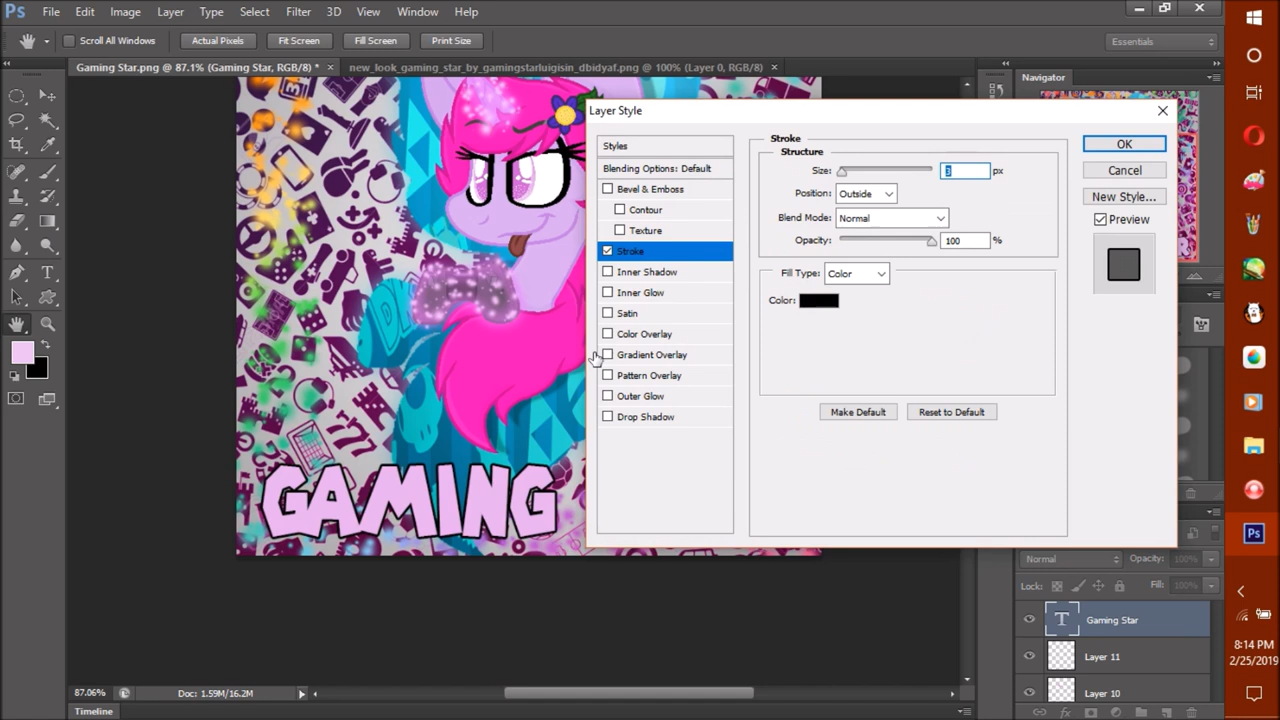 Ps File Edit Image Layer Type Select Filter 3D View Window Help
Scroll All Windows Actual Pixels Fit Screen Fill Screen Print Size Essentials
Gaming Star.png @ 87.1% (Gaming Star, RGB/8) * × new_look_gaming_star_by_gamingstarluigisin_dbidyaf.png @ 100% (Layer 0, RGB/8) ×
Navigator
Layer Style
Styles
Blending Options: Default
Bevel & Emboss
Contour
Texture
Stroke
Inner Shadow
Inner Glow
Satin
Color Overlay
Gradient Overlay
Pattern Overlay
Outer Glow
Drop Shadow
Stroke
Structure
Size: 3 px
Position: Outside
Blend Mode: Normal
Opacity: 100 %
Fill Type: Color
Color:
Make Default Reset to Default
OK
Cancel
New Style...
Preview
GAMING
Normal Opacity: 100%
Lock: Fill: 100%
T Gaming Star
Layer 11
Layer 10
Ps
8:14 PM
2/25/2019
87.06% Doc: 1.59M/16.2M
Timeline